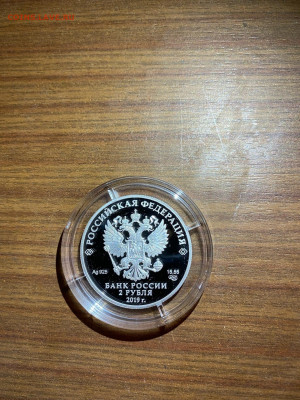 РОССИЙСКАЯ ФЕДЕРАЦИЯ
Ag 925
15,55
БАНК РОССИИ
2 РУБЛЯ
2019 г.